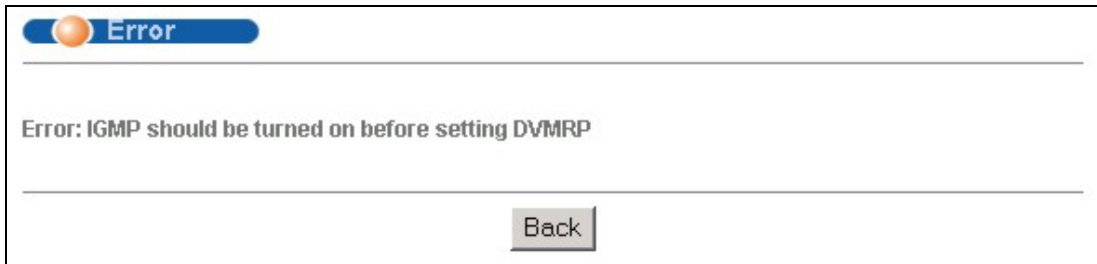 Error
Error: IGMP should be turned on before setting DVMRP
Back